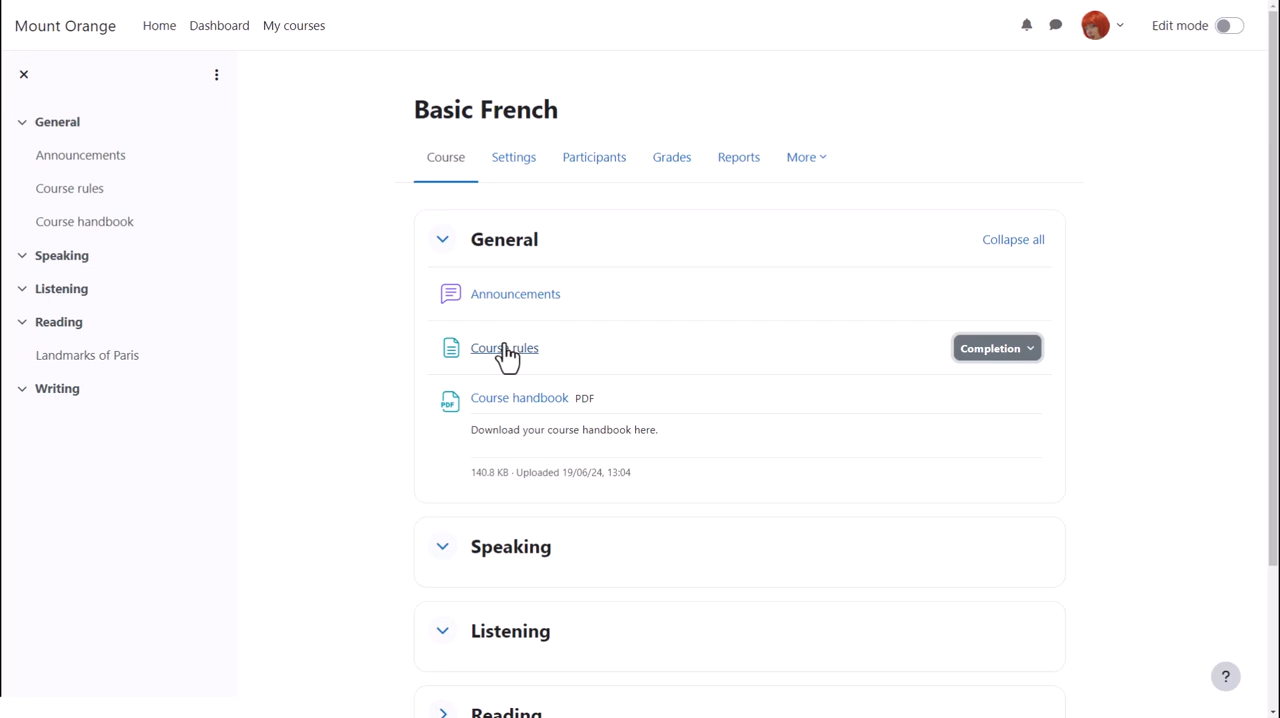 Mount Orange Home Dashboard My courses Edit mode
General
Announcements
Course rules
Course handbook
Speaking
Listening
Reading
Landmarks of Paris
Writing
Basic French
Course Settings Participants Grades Reports More
General Collapse all
Announcements
Course rules Completion
PDF Course handbook PDF
Download your course handbook here.
140.8 KB · Uploaded 19/06/24, 13:04
Speaking
Listening
Reading
?